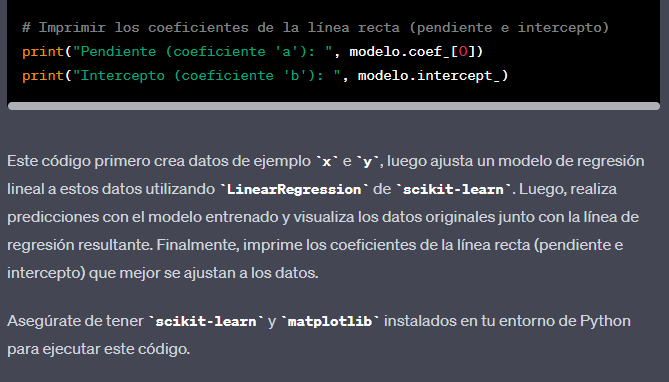 # Imprimir los coeficientes de la línea recta (pendiente e intercepto)
print("Pendiente (coeficiente 'a'): ", modelo.coef_[0])
print("Intercepto (coeficiente 'b'): ", modelo.intercept_)
Este código primero crea datos de ejemplo `x` e `y`, luego ajusta un modelo de regresión
lineal a estos datos utilizando `LinearRegression` de `scikit-learn`. Luego, realiza
predicciones con el modelo entrenado y visualiza los datos originales junto con la línea de
regresión resultante. Finalmente, imprime los coeficientes de la línea recta (pendiente e
intercepto) que mejor se ajustan a los datos.
Asegúrate de tener `scikit-learn` y `matplotlib` instalados en tu entorno de Python
para ejecutar este código.